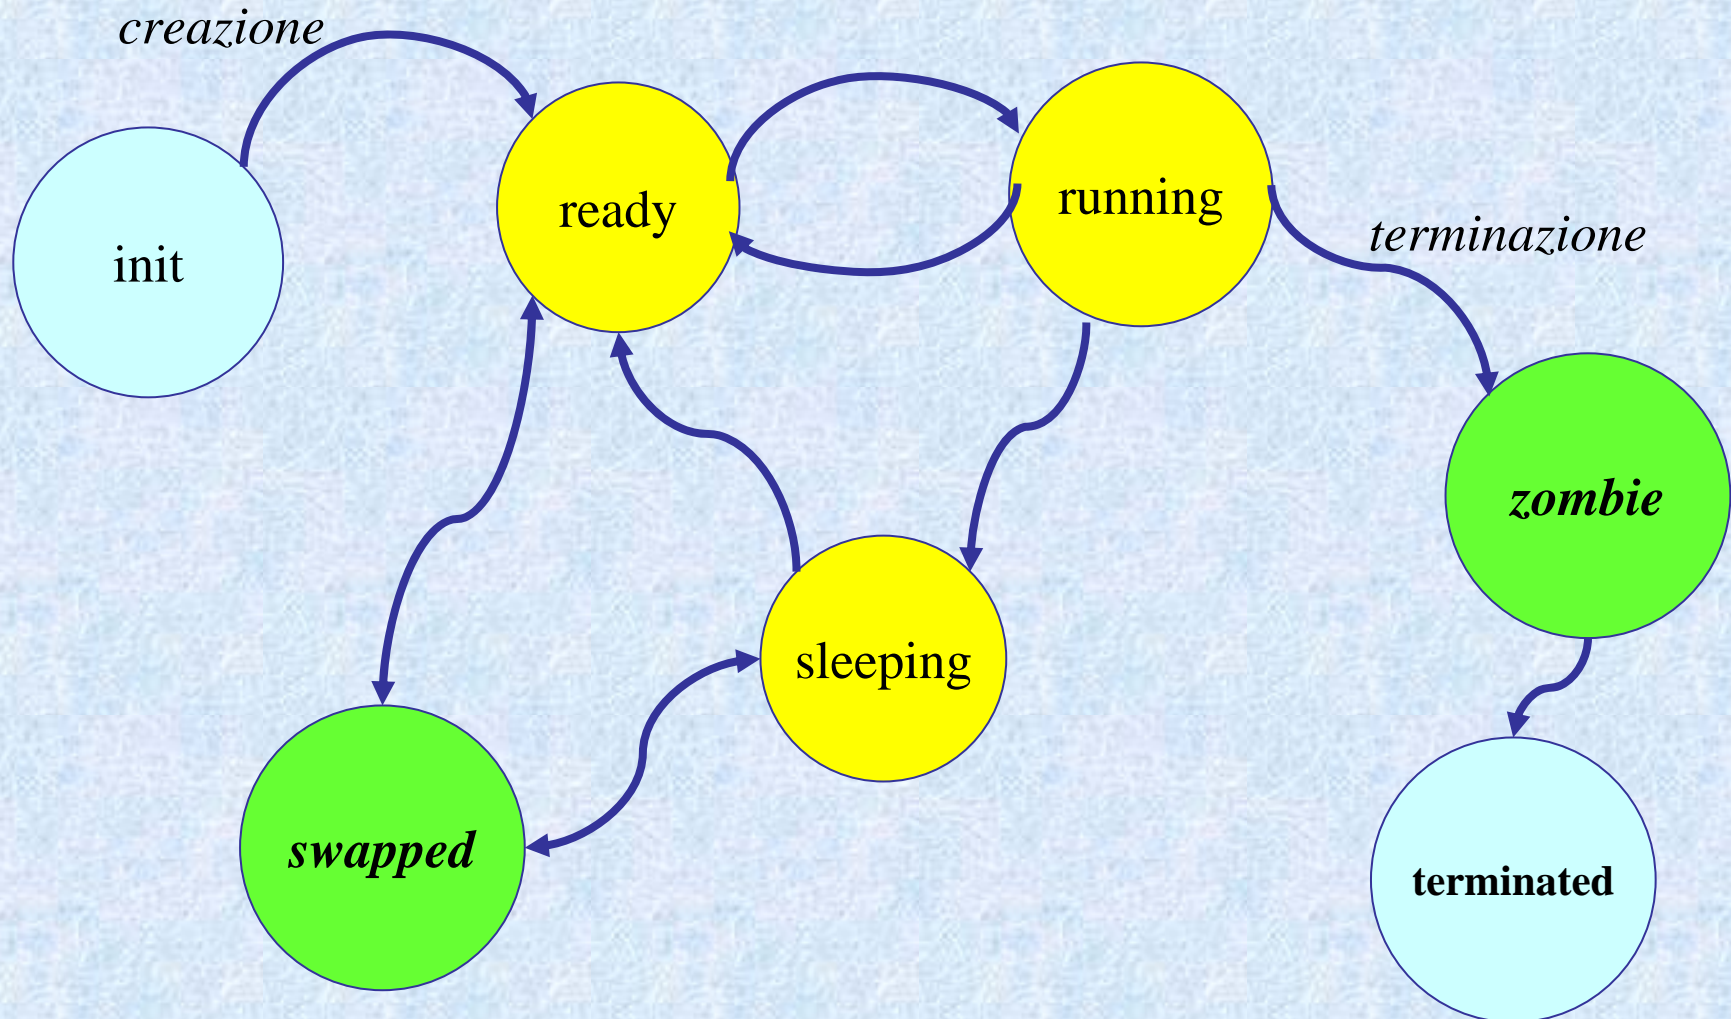 creazione
init
ready
running
terminazione
zombie
sleeping
swapped
terminated